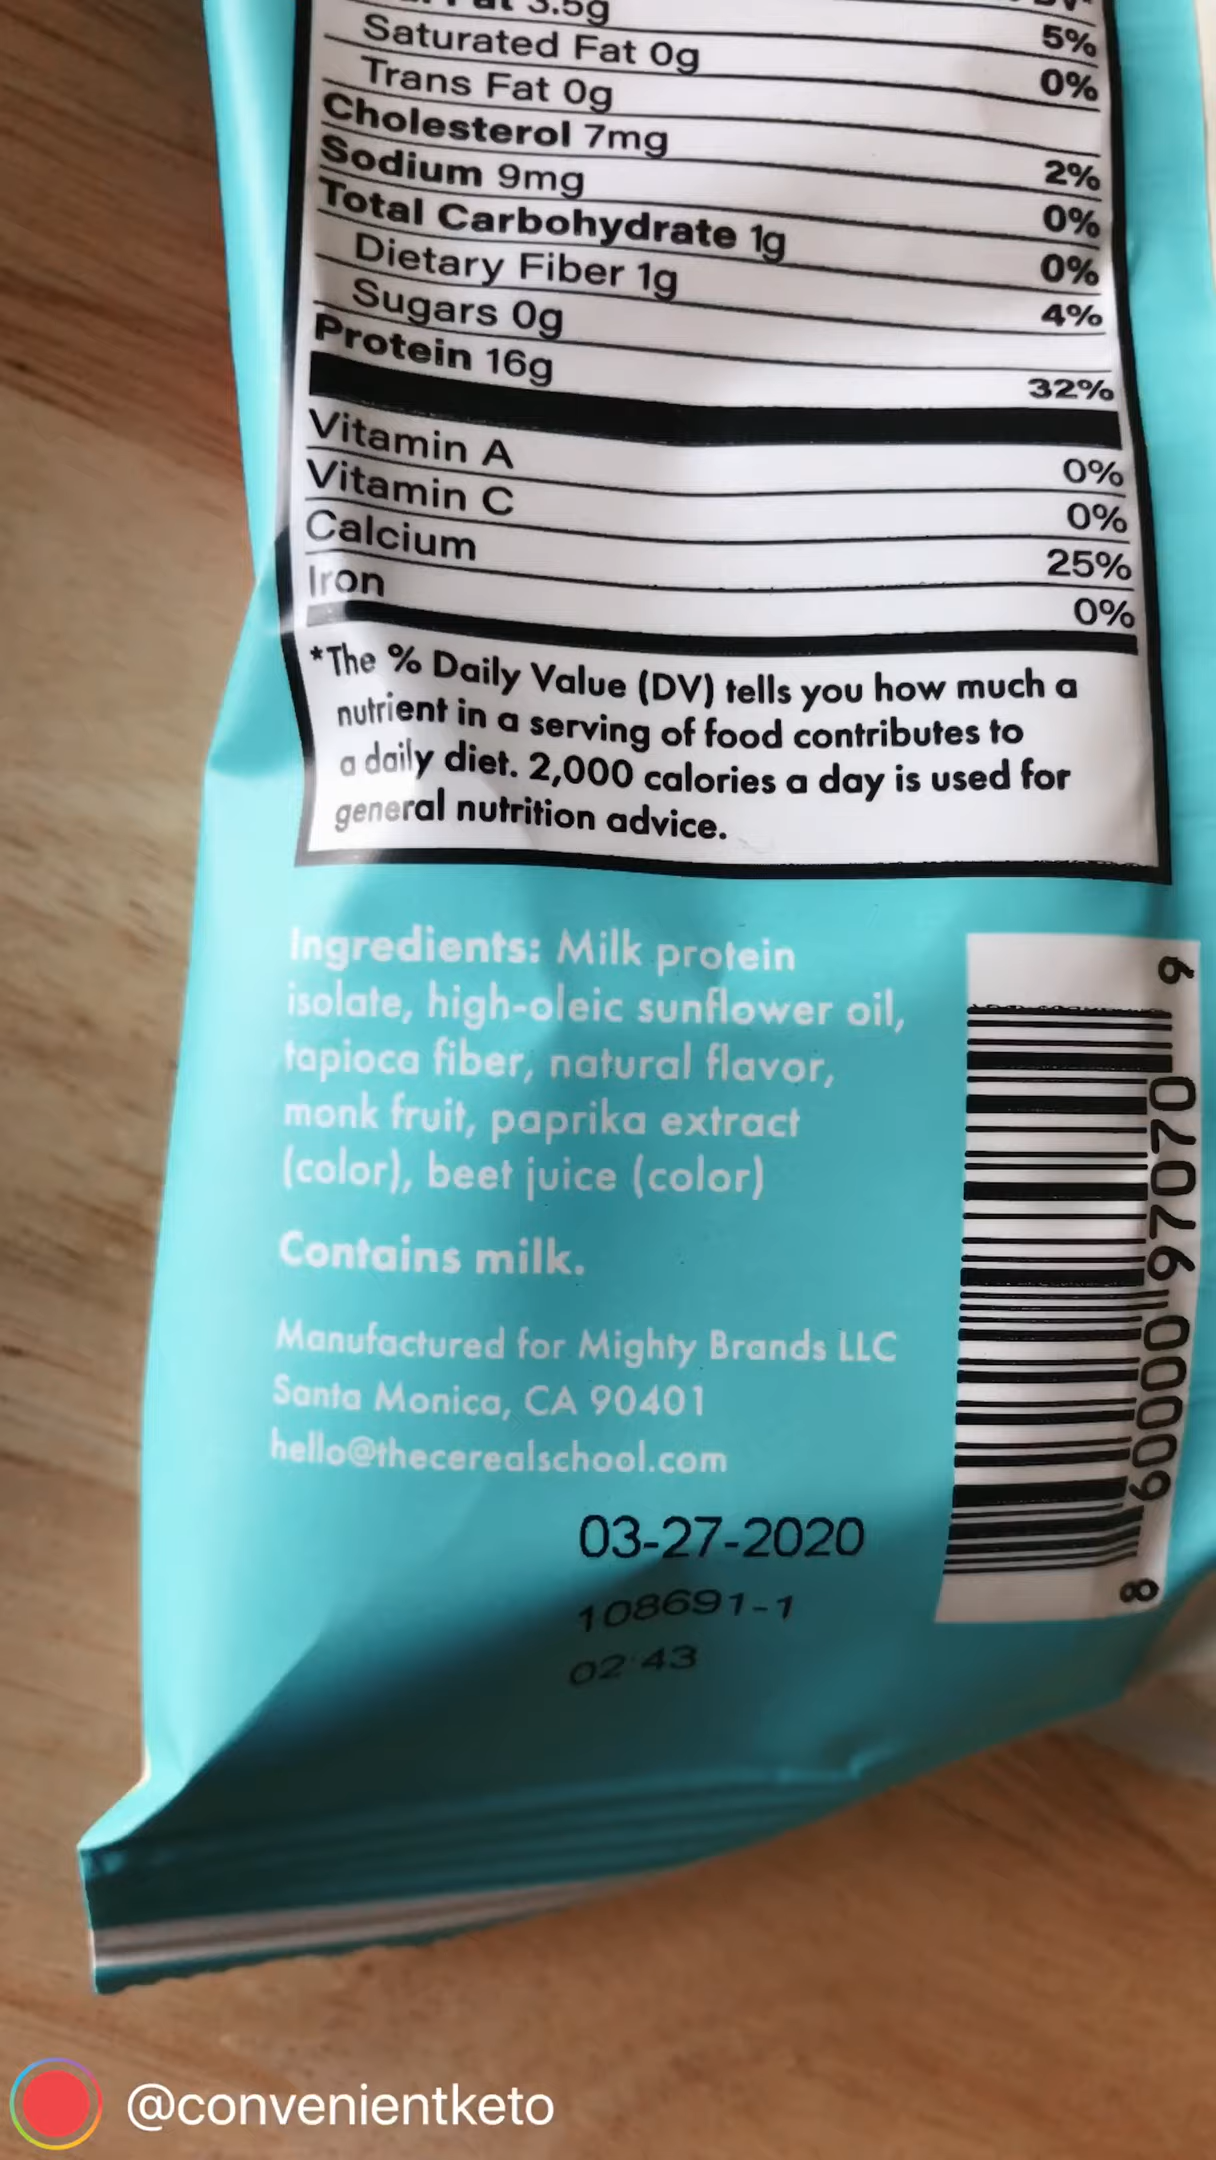 3.5g
5%
Saturated Fat 0g 0%
Trans Fat 0g
Cholesterol 7mg 2%
Sodium 9mg 0%
Total Carbohydrate 1g 0%
Dietary Fiber 1g 4%
Sugars 0g
Protein 16g 32%
Vitamin A 0%
Vitamin C 0%
Calcium 25%
Iron 0%
*The % Daily Value (DV) tells you how much a
nutrient in a serving of food contributes to
a daily diet. 2,000 calories a day is used for
general nutrition advice.
Ingredients: Milk protein
isolate, high-oleic sunflower oil,
tapioca fiber, natural flavor,
monk fruit, paprika extract
(color), beet juice (color)
Contains milk.
Manufactured for Mighty Brands LLC
Santa Monica, CA 90401
hello@thecerealschool.com
03-27-2020
108691-1
02:43
@convenientketo